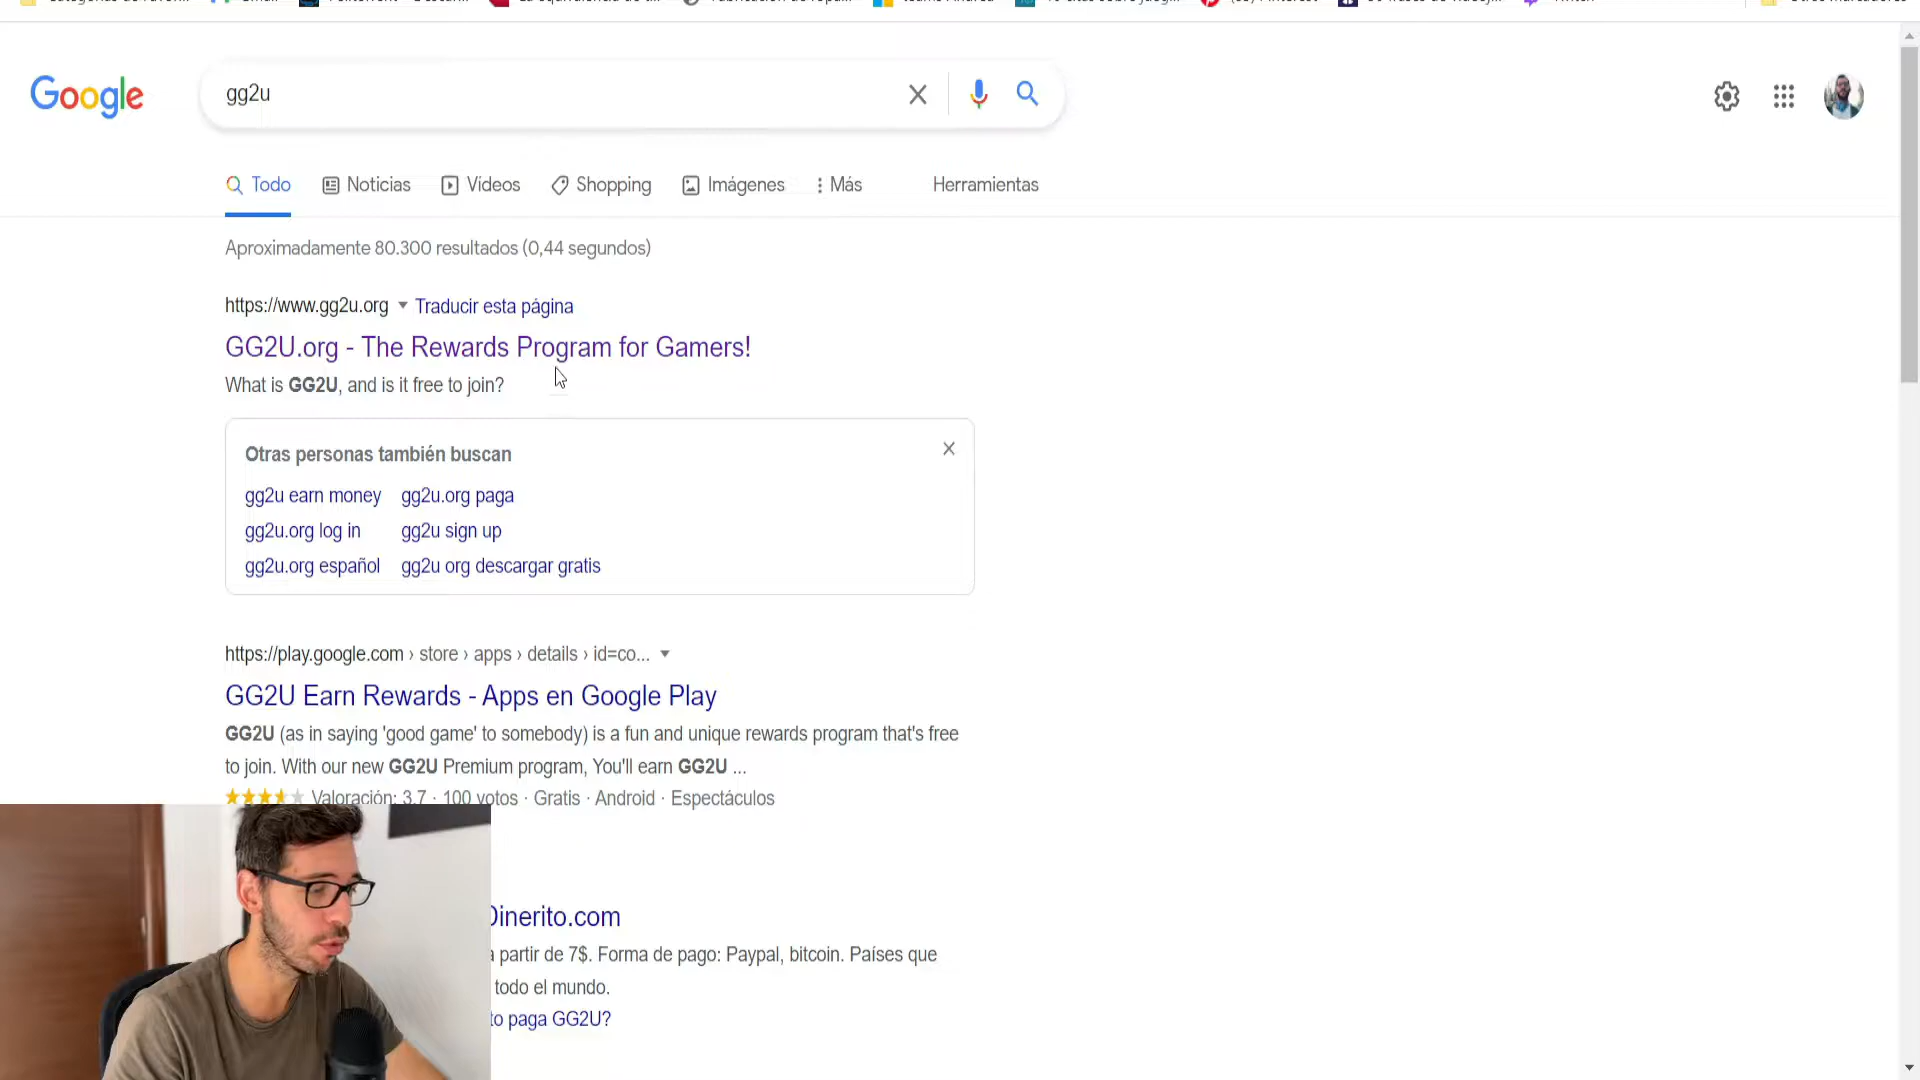 Google
gg2u
Todo
Noticias
Vídeos
Shopping
Imágenes
Más
Herramientas
Aproximadamente 80.300 resultados (0,44 segundos)
https://www.gg2u.org
Traducir esta página
GG2U.org - The Rewards Program for Gamers!
What is GG2U, and is it free to join?
Otras personas también buscan
gg2u earn money
gg2u.org paga
gg2u.org log in
gg2u sign up
gg2u.org español
gg2u org descargar gratis
https://play.google.com › store › apps › details › id=co...
GG2U Earn Rewards - Apps en Google Play
GG2U (as in saying 'good game' to somebody) is a fun and unique rewards program that's free
to join. With our new GG2U Premium program, You'll earn GG2U ...
Valoración: 3,7 · 100 votos · Gratis · Android · Espectáculos
Dinerito.com
a partir de 7$. Forma de pago: Paypal, bitcoin. Países que
todo el mundo.
to paga GG2U?